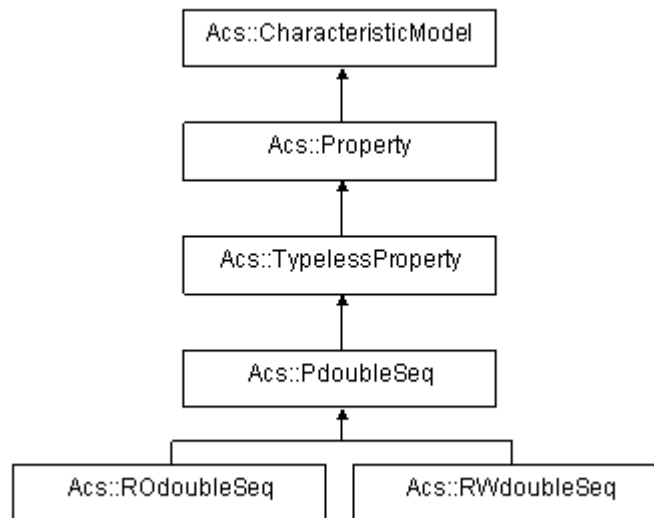 Acs::CharacteristicModel
Acs::Property
Acs::TypelessProperty
Acs::PdoubleSeq
Acs::ROdoubleSeq
Acs::RWdoubleSeq